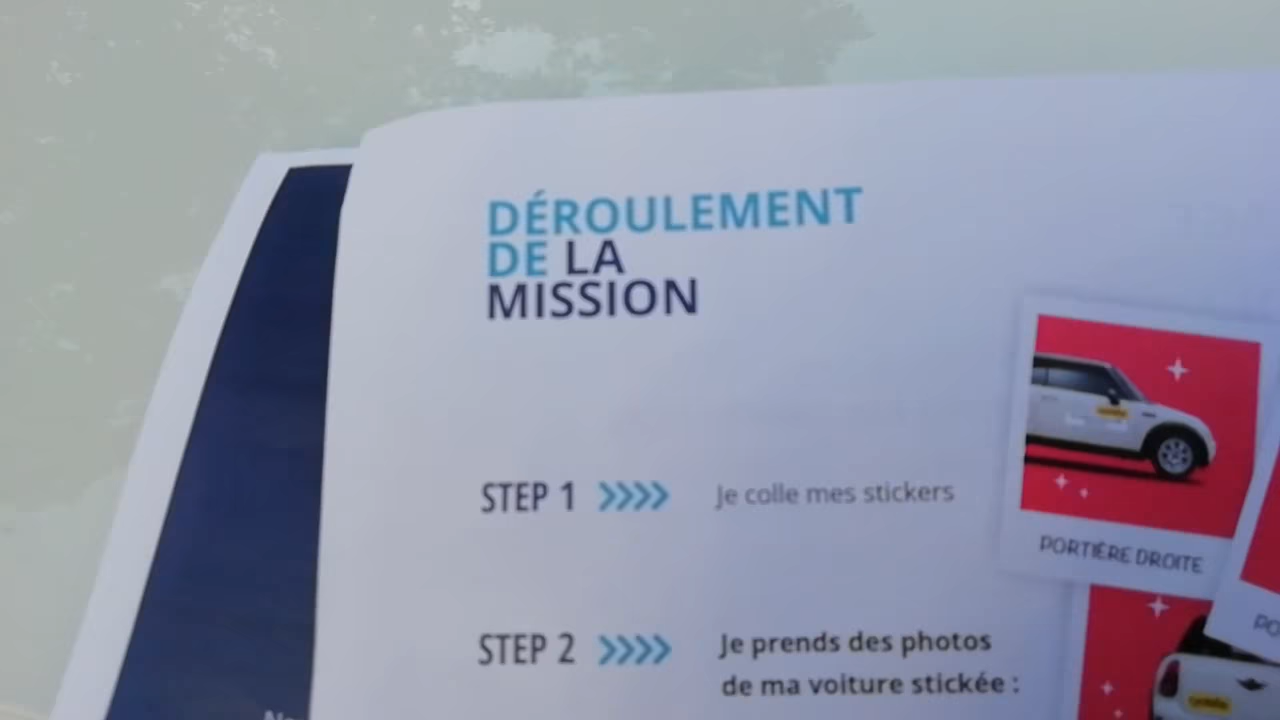 DÉROULEMENT
DE LA
MISSION
STEP 1 »»
Je colle mes stickers
PORTIÈRE DROITE
STEP 2 »»
Je prends des photos
de ma voiture stickée :